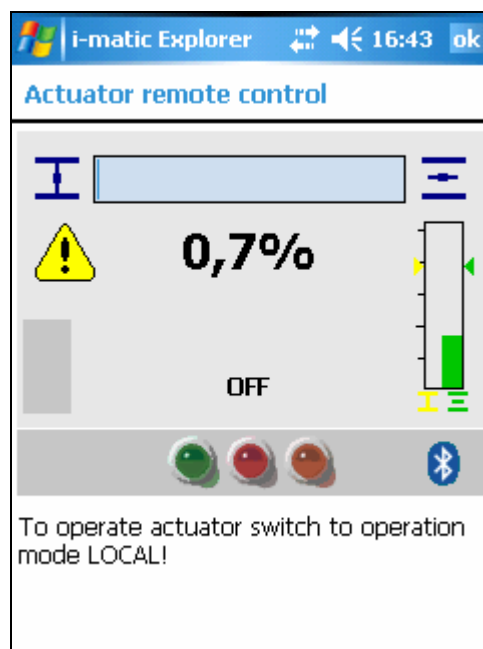 i-matic Explorer 16:43 ok
Actuator remote control
0,7%
OFF
To operate actuator switch to operation
mode LOCAL!